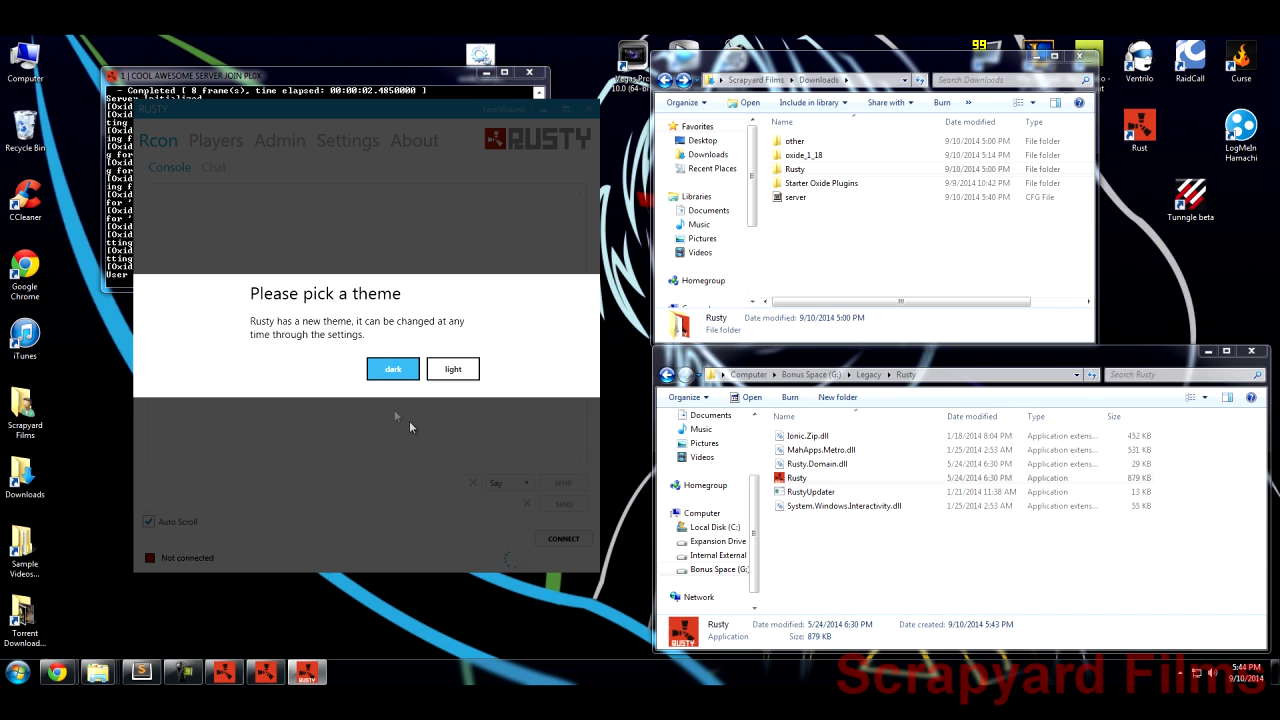 Computer
Recycle Bin
CCleaner
Google
Chrome
iTunes
Scrapyard
Films
Downloads
Sample
Videos...
Torrent
Download...
1 | COOL AWESOME SERVER JOIN PL0X
- Completed [ 8 frame(s), time elapsed: 00:00:02.4850000 ]
Server initialized
RUSTY
Rcon Players Admin Settings About
RUSTY
Console Chat
Please pick a theme
Rusty has a new theme, it can be changed at any
time through the settings.
dark
light
Say
SEND
SEND
Auto Scroll
CONNECT
Not connected
Vegas Pro
10.0 (64-bi
99
Scrapyard Films
Downloads
Search Downloads
Organize
Open
Include in library
Share with
Burn
»
Favorites
Desktop
Downloads
Recent Places
Libraries
Documents
Music
Pictures
Videos
Homegroup
Name Date modified Type
other 9/10/2014 5:00 PM File folder
oxide_1_18 9/10/2014 5:14 PM File folder
Rusty 9/10/2014 5:00 PM File folder
Starter Oxide Plugins 9/9/2014 10:42 PM File folder
server 9/10/2014 5:40 PM CFG File
Rusty Date modified: 9/10/2014 5:00 PM
File folder
Computer
Bonus Space (G:)
Legacy
Rusty
Search Rusty
Organize
Open
Burn
New folder
Documents
Music
Pictures
Videos
Homegroup
Computer
Local Disk (C:)
Expansion Drive
Internal External
Bonus Space (G:)
Network
Name Date modified Type Size
Ionic.Zip.dll 1/18/2014 8:04 PM Application extens... 452 KB
MahApps.Metro.dll 1/25/2014 2:53 AM Application extens... 531 KB
Rusty.Domain.dll 5/24/2014 6:30 PM Application extens... 29 KB
Rusty 5/24/2014 6:30 PM Application 879 KB
RustyUpdater 1/21/2014 11:38 AM Application 13 KB
System.Windows.Interactivity.dll 1/25/2014 2:53 AM Application extens... 55 KB
Rusty Date modified: 5/24/2014 6:30 PM Date created: 9/10/2014 5:43 PM
Application Size: 879 KB
Ventrilo
RaidCall
Curse
Rust
LogMeIn
Hamachi
Tunngle beta
5:44 PM
9/10/2014
Scrapyard Films